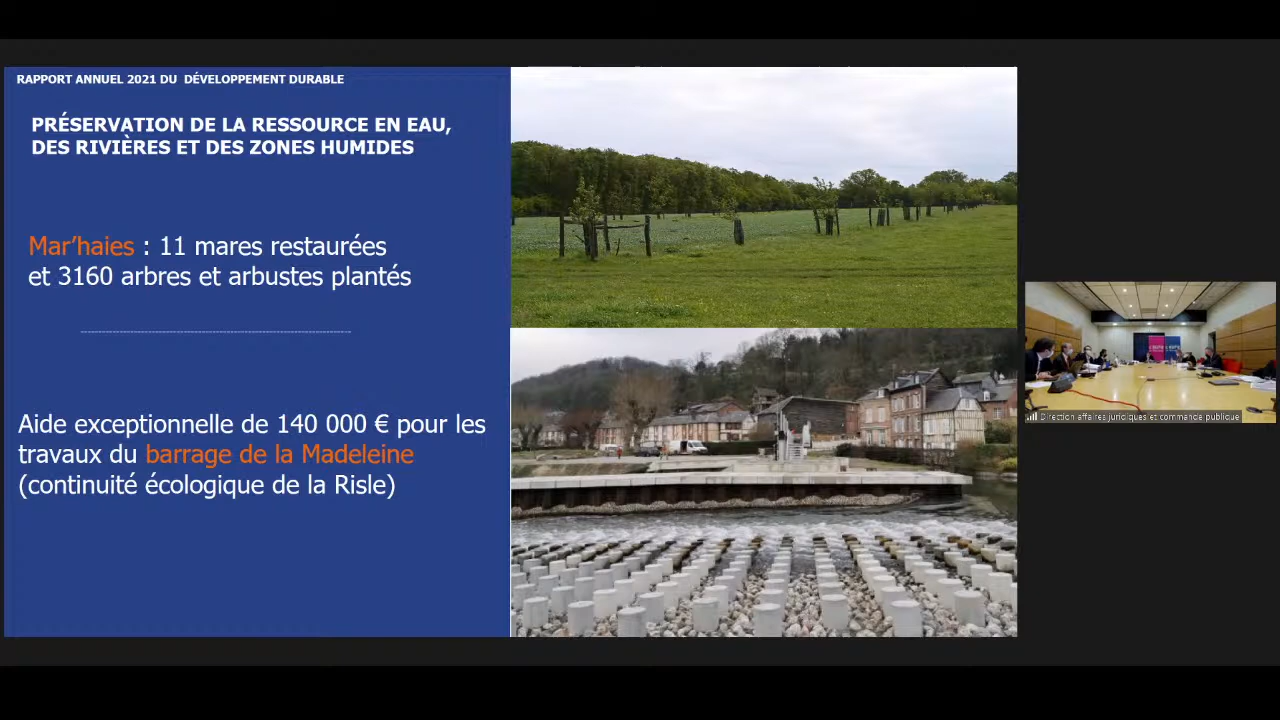 RAPPORT ANNUEL 2021 DU DÉVELOPPEMENT DURABLE
PRÉSERVATION DE LA RESSOURCE EN EAU,
DES RIVIÈRES ET DES ZONES HUMIDES
Mar'haies : 11 mares restaurées
et 3160 arbres et arbustes plantés
Aide exceptionnelle de 140 000 € pour les
travaux du barrage de la Madeleine
(continuité écologique de la Risle)
Direction affaires juridiques et commande publique